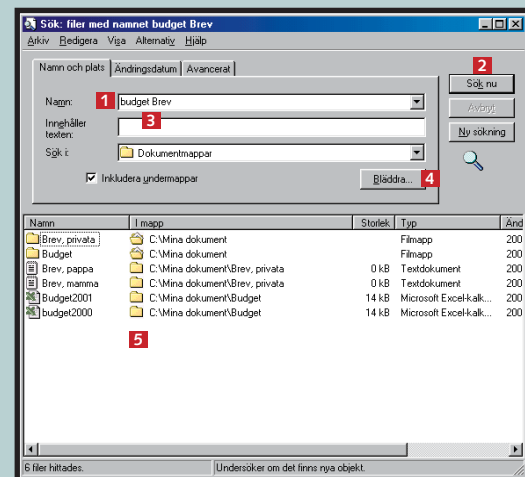 Sök: filer med namnet budget Brev
Arkiv Redigera Visa Alternativ Hjälp
Namn och plats Ändringsdatum Avancerat
2
Sök nu
Namn: 1 budget Brev
Avbryt
Innehåller texten: 3
Ny sökning
Sök i: Dokumentmappar
Inkludera undermappar
Bläddra... 4
Namn I mapp Storlek Typ Änd
Brev, privata C:\Mina dokument Filmapp 200
Budget C:\Mina dokument Filmapp 200
Brev, pappa C:\Mina dokument\Brev, privata 0 kB Textdokument 200
Brev, mamma C:\Mina dokument\Brev, privata 0 kB Textdokument 200
Budget2001 C:\Mina dokument\Budget 14 kB Microsoft Excel-kalk... 200
budget2000 C:\Mina dokument\Budget 14 kB Microsoft Excel-kalk... 200
5
6 filer hittades. Undersöker om det finns nya objekt.